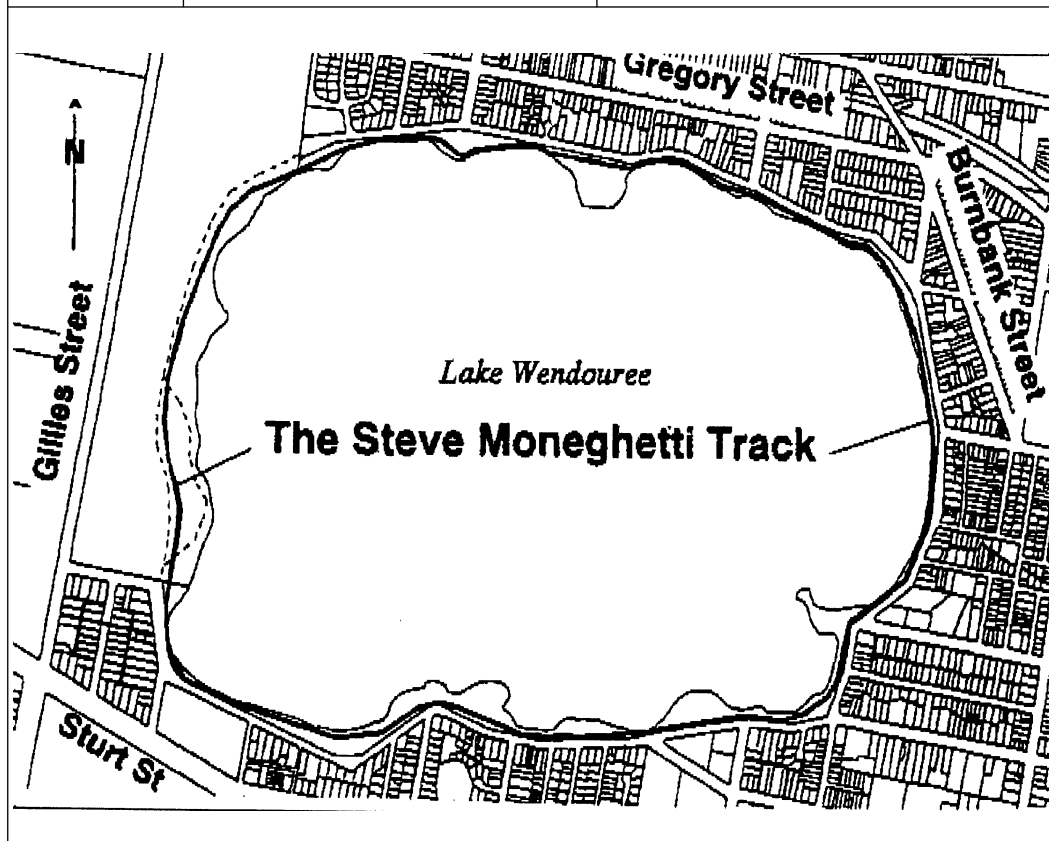 Gregory Street
N
Burnbank Street
Gillies Street
Lake Wendouree
The Steve Moneghetti Track
Sturt St